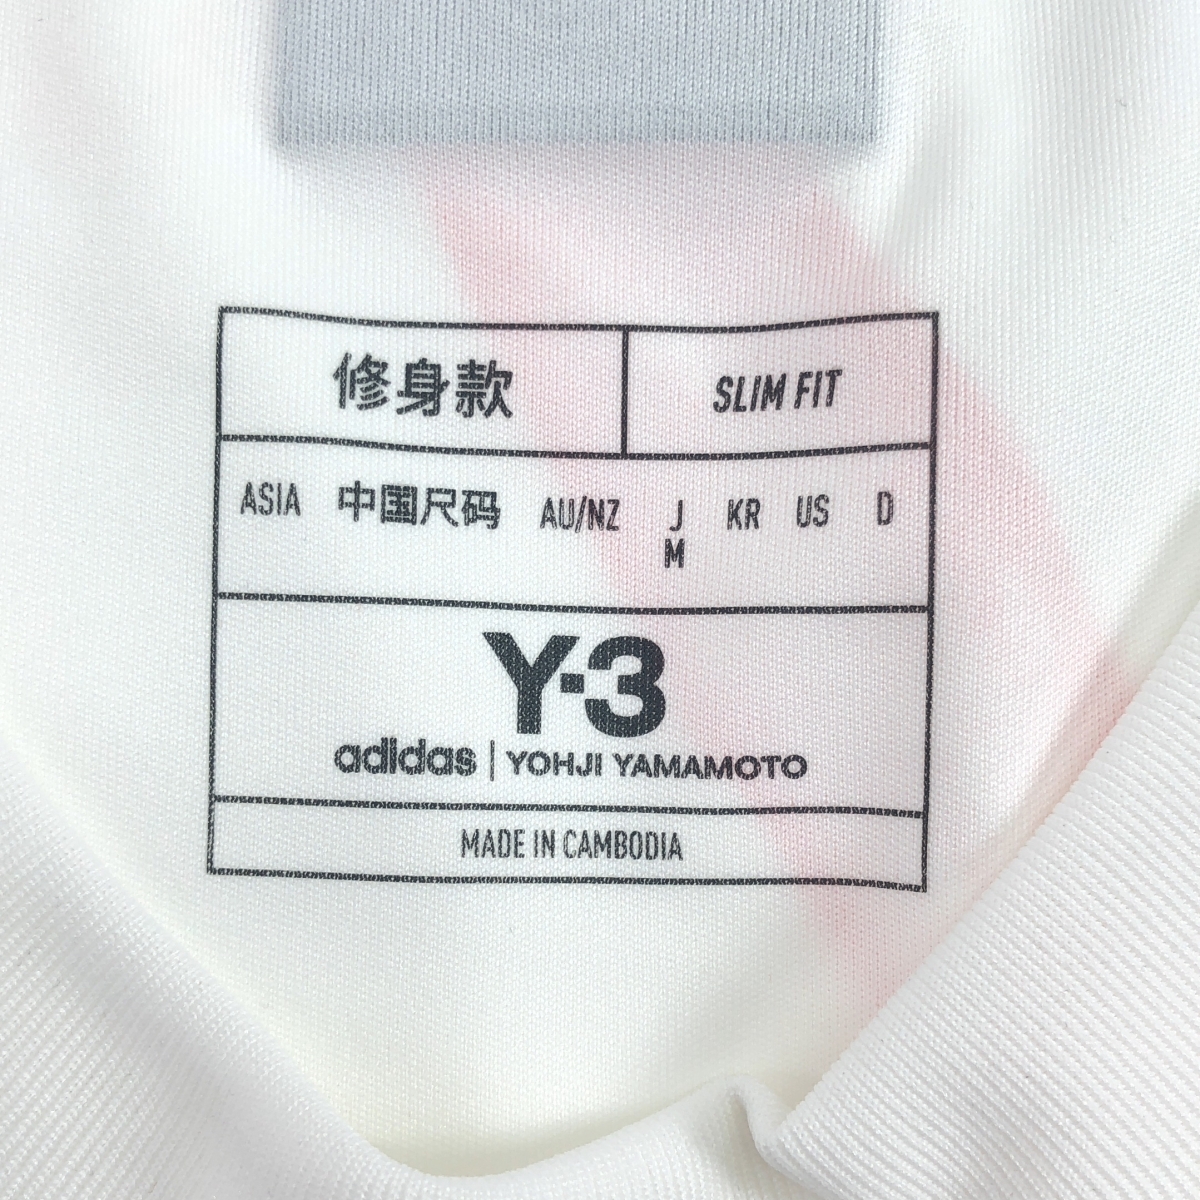 修身款 SLIM FIT
ASIA 中国尺码 AU/NZ J KR US D
M
Y-3
adidas | YOHJI YAMAMOTO
MADE IN CAMBODIA